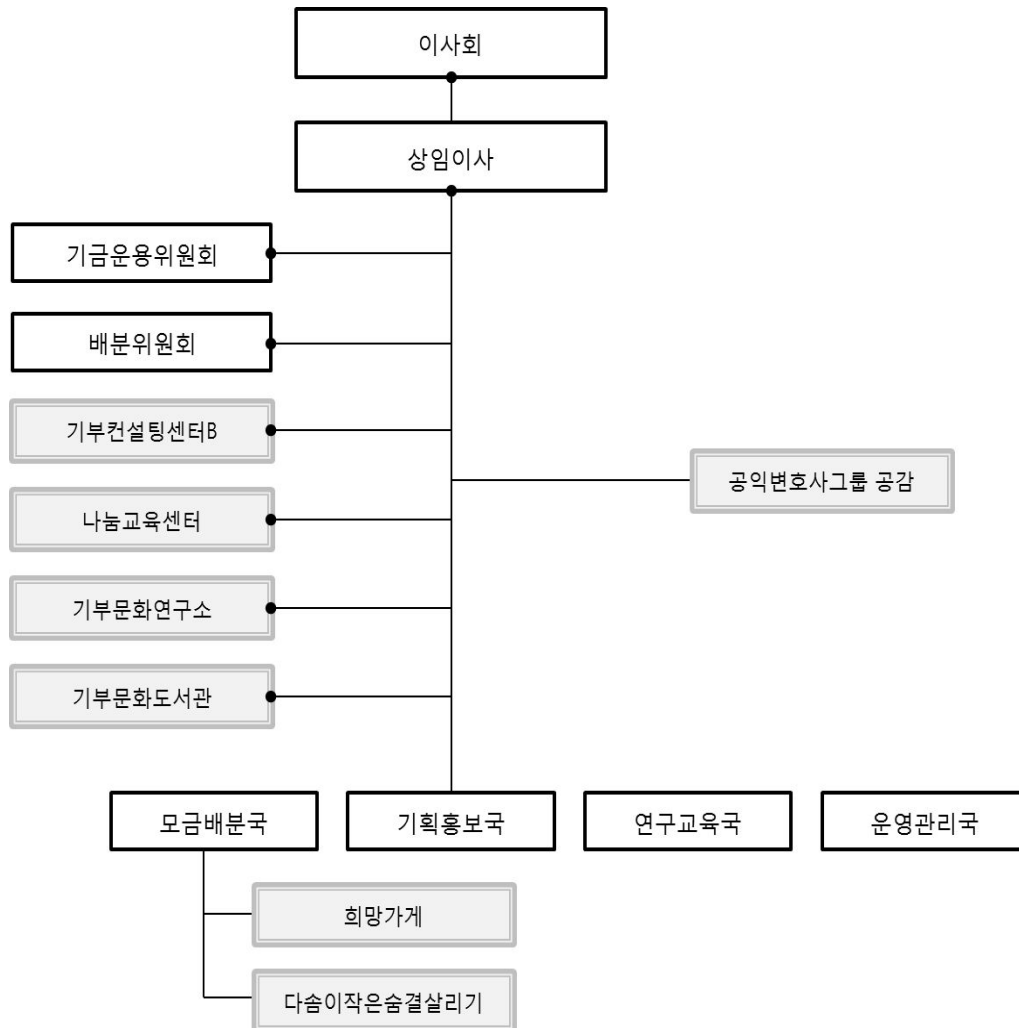 이사회
상임이사
기금운용위원회
배분위원회
기부컨설팅센터B
공익변호사그룹 공감
나눔교육센터
기부문화연구소
기부문화도서관
모금배분국
기획홍보국
연구교육국
운영관리국
희망가게
다솜이작은숨결살리기